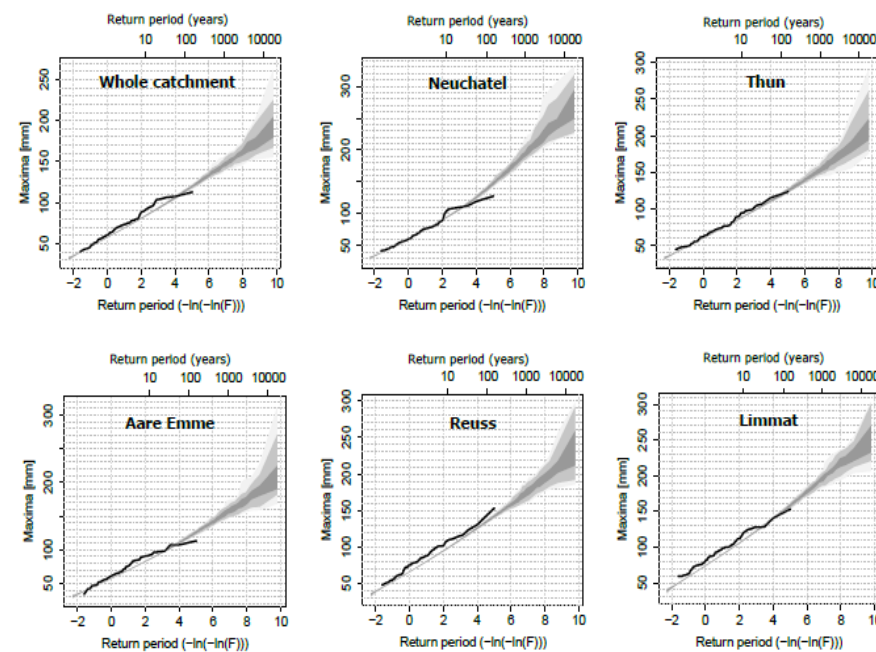 Return period (years)
10 100 1000 10000
Whole catchment
Maxima [mm]
50 100 150 200 250
−2 0 2 4 6 8 10
Return period (−ln(−ln(F)))
Return period (years)
10 100 1000 10000
Neuchatel
Maxima [mm]
50 100 200 300
−2 0 2 4 6 8 10
Return period (−ln(−ln(F)))
Return period (years)
10 100 1000 10000
Thun
Maxima [mm]
50 100 150 200 250 300
−2 0 2 4 6 8 10
Return period (−ln(−ln(F)))
Return period (years)
10 100 1000 10000
Aare Emme
Maxima [mm]
50 100 200 300
−2 0 2 4 6 8 10
Return period (−ln(−ln(F)))
Return period (years)
10 100 1000 10000
Reuss
Maxima [mm]
50 100 150 200 250 300
−2 0 2 4 6 8 10
Return period (−ln(−ln(F)))
Return period (years)
10 100 1000 10000
Limmat
Maxima [mm]
50 100 150 200 250 300
−2 0 2 4 6 8 10
Return period (−ln(−ln(F)))